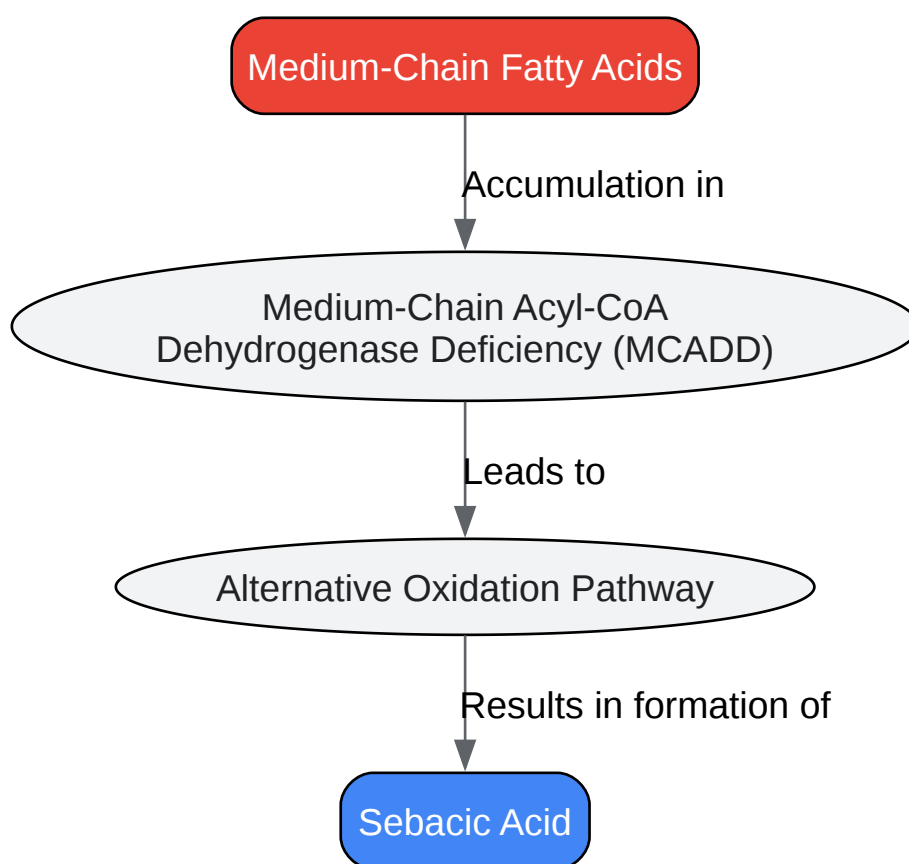 Medium-Chain Fatty Acids
Accumulation in
Medium-Chain Acyl-CoA
Dehydrogenase Deficiency (MCADD)
Leads to
Alternative Oxidation Pathway
Results in formation of
Sebacic Acid